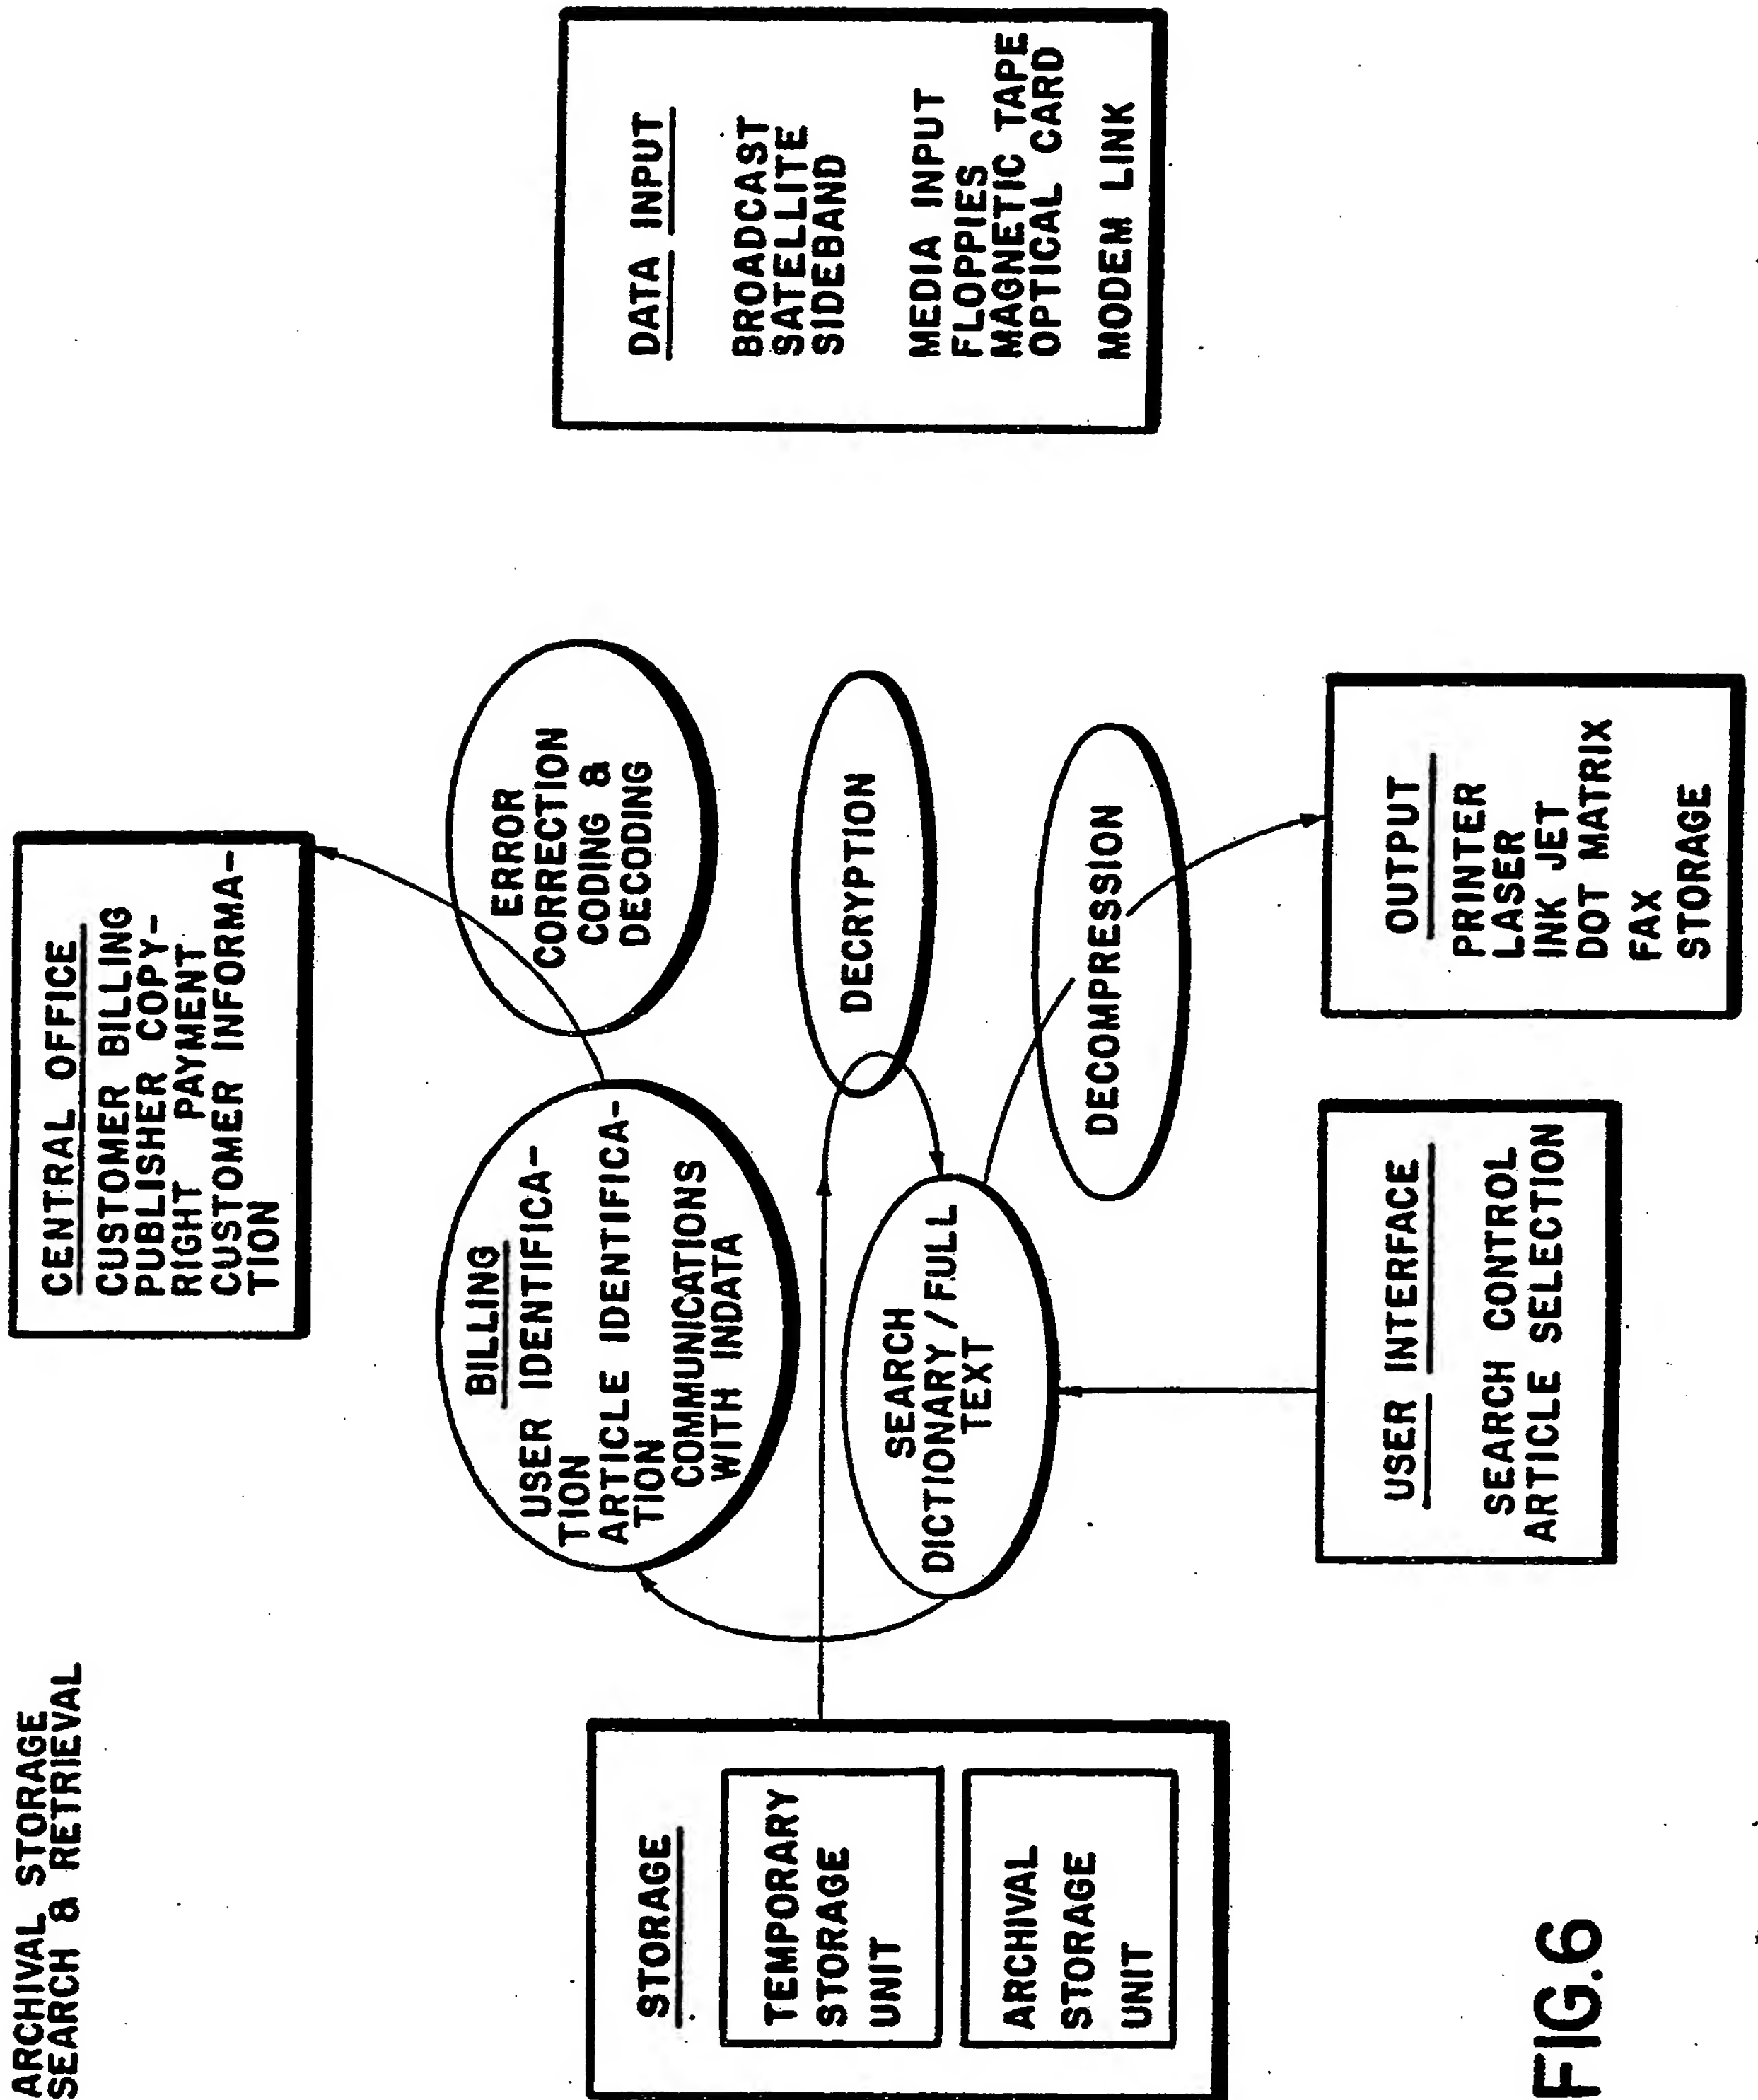 ARCHIVAL STORAGE
SEARCH & RETRIEVAL
CENTRAL OFFICE
CUSTOMER BILLING
PUBLISHER COPY-
RIGHT PAYMENT
CUSTOMER INFORMA-
TION
STORAGE
TEMPORARY
STORAGE
UNIT
ARCHIVAL
STORAGE
UNIT
BILLING
USER IDENTIFICA-
TION
ARTICLE IDENTIFICA-
TION
COMMUNICATIONS
WITH INDATA
ERROR
CORRECTION
CODING &
DECODING
DATA INPUT
BROADCAST
SATELLITE
SIDEBAND
MEDIA INPUT
FLOPPIES
MAGNETIC TAPE
OPTICAL CARD
MODEM LINK
SEARCH
DICTIONARY/FULL
TEXT
DECRYPTION
DECOMPRESSION
USER INTERFACE
SEARCH CONTROL
ARTICLE SELECTION
OUTPUT
PRINTER
LASER
INK JET
DOT MATRIX
FAX
STORAGE
FIG.6